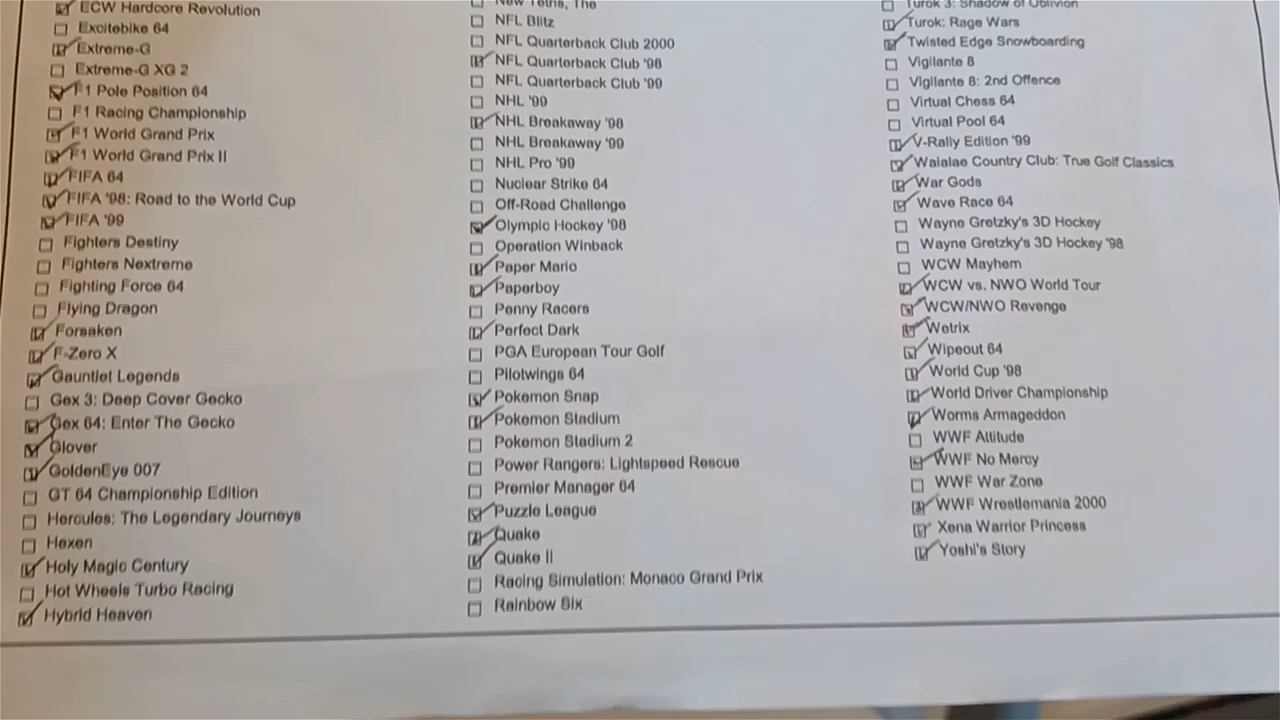 ECW Hardcore Revolution
Excitebike 64
Extreme-G
Extreme-G XG 2
F1 Pole Position 64
F1 Racing Championship
F1 World Grand Prix
F1 World Grand Prix II
FIFA 64
FIFA '98: Road to the World Cup
FIFA '99
Fighters Destiny
Fighters Nextreme
Fighting Force 64
Flying Dragon
Forsaken
F-Zero X
Gauntlet Legends
Gex 3: Deep Cover Gecko
Gex 64: Enter The Gecko
Glover
GoldenEye 007
GT 64 Championship Edition
Hercules: The Legendary Journeys
Hexen
Holy Magic Century
Hot Wheels Turbo Racing
Hybrid Heaven
New Tetris, The
NFL Blitz
NFL Quarterback Club 2000
NFL Quarterback Club '98
NFL Quarterback Club '99
NHL '99
NHL Breakaway '98
NHL Breakaway '99
NHL Pro '99
Nuclear Strike 64
Off-Road Challenge
Olympic Hockey '98
Operation Winback
Paper Mario
Paperboy
Penny Racers
Perfect Dark
PGA European Tour Golf
Pilotwings 64
Pokemon Snap
Pokemon Stadium
Pokemon Stadium 2
Power Rangers: Lightspeed Rescue
Premier Manager 64
Puzzle League
Quake
Quake II
Racing Simulation: Monaco Grand Prix
Rainbow Six
Turok 3: Shadow of Oblivion
Turok: Rage Wars
Twisted Edge Snowboarding
Vigilante 8
Vigilante 8: 2nd Offence
Virtual Chess 64
Virtual Pool 64
V-Rally Edition '99
Waialae Country Club: True Golf Classics
War Gods
Wave Race 64
Wayne Gretzky's 3D Hockey
Wayne Gretzky's 3D Hockey '98
WCW Mayhem
WCW vs. NWO World Tour
WCW/NWO Revenge
Wetrix
Wipeout 64
World Cup '98
World Driver Championship
Worms Armageddon
WWF Attitude
WWF No Mercy
WWF War Zone
WWF Wrestlemania 2000
Xena Warrior Princess
Yoshi's Story